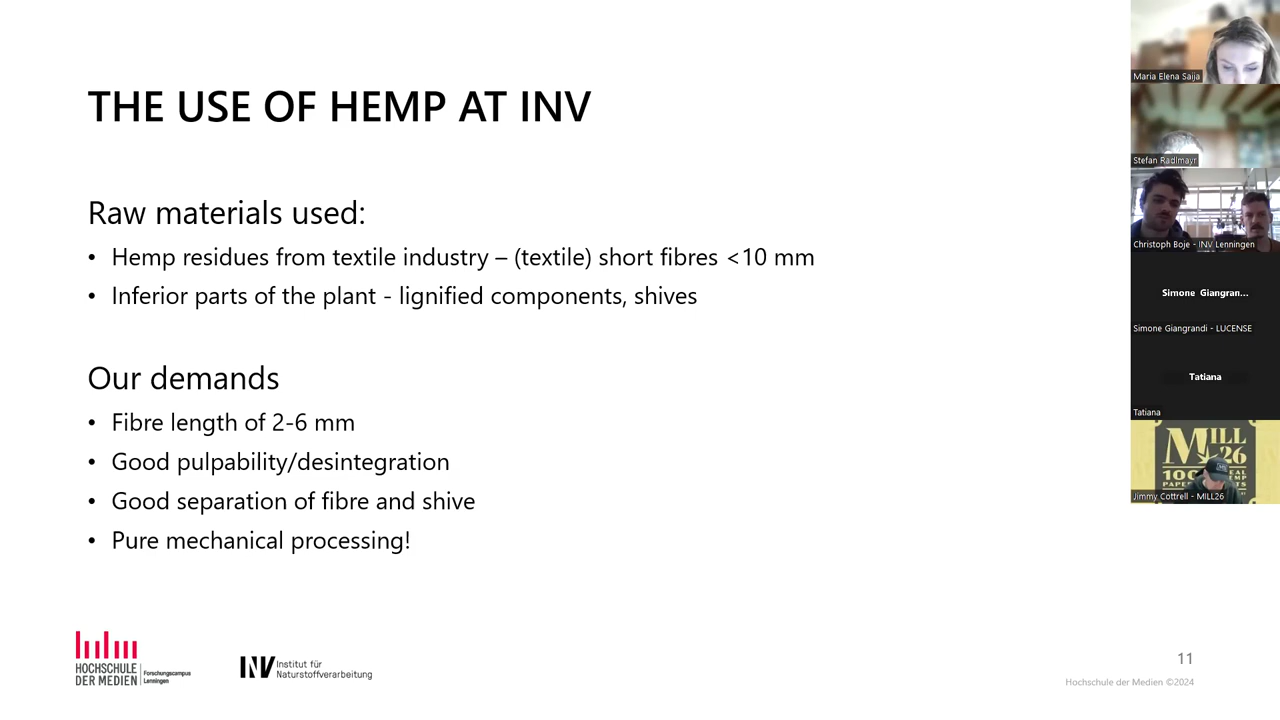 THE USE OF HEMP AT INV
Raw materials used:
• Hemp residues from textile industry – (textile) short fibres <10 mm
• Inferior parts of the plant - lignified components, shives
Our demands
• Fibre length of 2-6 mm
• Good pulpability/desintegration
• Good separation of fibre and shive
• Pure mechanical processing!
HOCHSCHULE
DER MEDIEN
Forschungscampus
Lenningen
INV
Institut für
Naturstoffverarbeitung
11
Hochschule der Medien ©2024
Maria Elena Saija
Stefan Radlmayr
Christoph Boje - INV Lenningen
Simone Giangran...
Simone Giangrandi - LUCENSE
Tatiana
Tatiana
MILL
26
Jimmy Cottrell - MILL26